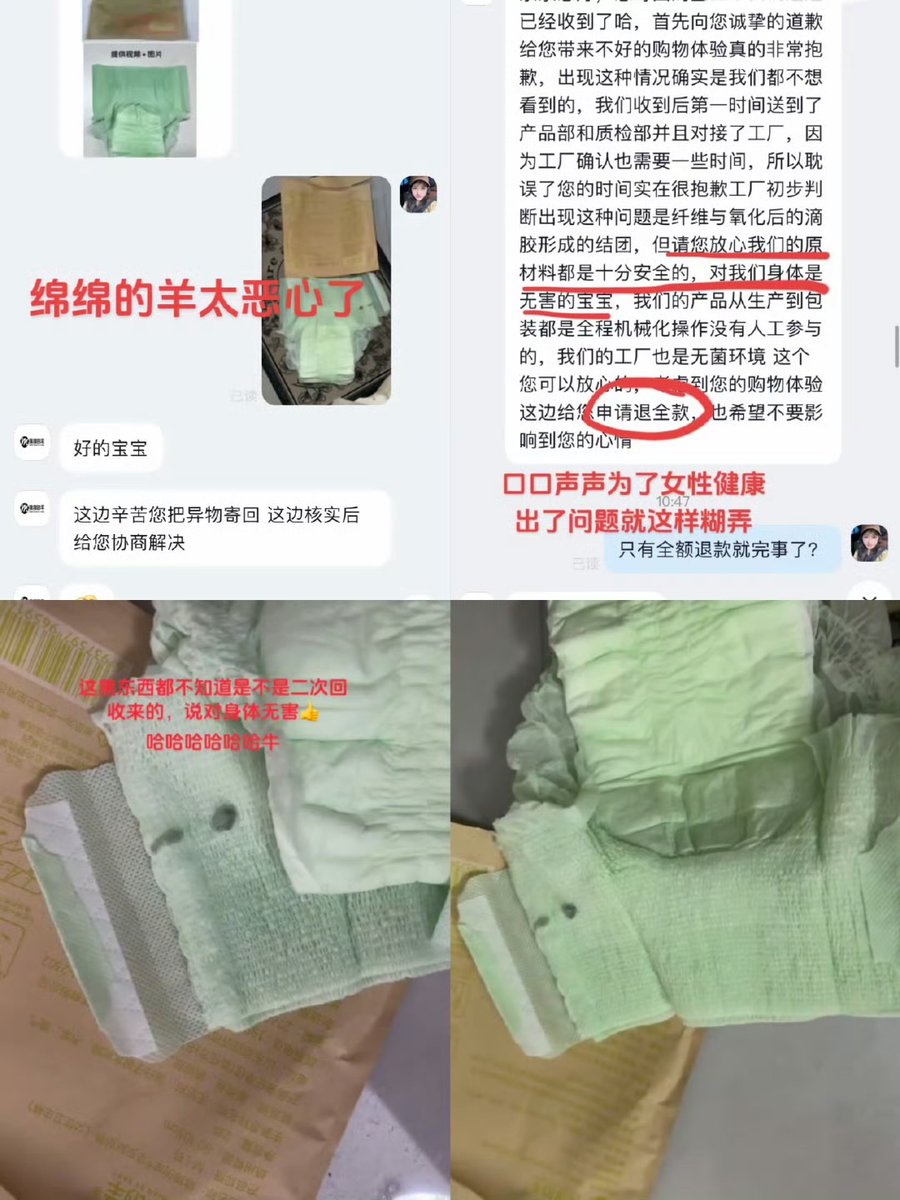 提供视频+图片
绵绵的羊太恶心了
已读
好的宝宝
这边辛苦您把异物寄回 这边核实后
给您协商解决
已经收到了哈，首先向您诚挚的道歉
给您带来不好的购物体验真的非常抱
歉，出现这种情况确实是我们都不想
看到的，我们收到后第一时间送到了
产品部和质检部并且对接了工厂，因
为工厂确认也需要一些时间，所以耽
误了您的时间实在很抱歉工厂初步判
断出现这种问题是纤维与氧化后的滴
胶形成的结团，但请您放心我们的原
材料都是十分安全的，对我们身体是
无害的宝宝，我们的产品从生产到包
装都是全程机械化操作没有人工参与
的，我们的工厂也是无菌环境 这个
您可以放心的，考虑到您的购物体验
这边给您申请退全款，也希望不要影
响到您的心情
口口声声为了女性健康
10:47
出了问题就这样糊弄
已读
只有全额退款就完事了？
这黑东西都不知道是不是二次回
收来的，说对身体无害👍
哈哈哈哈哈哈牛